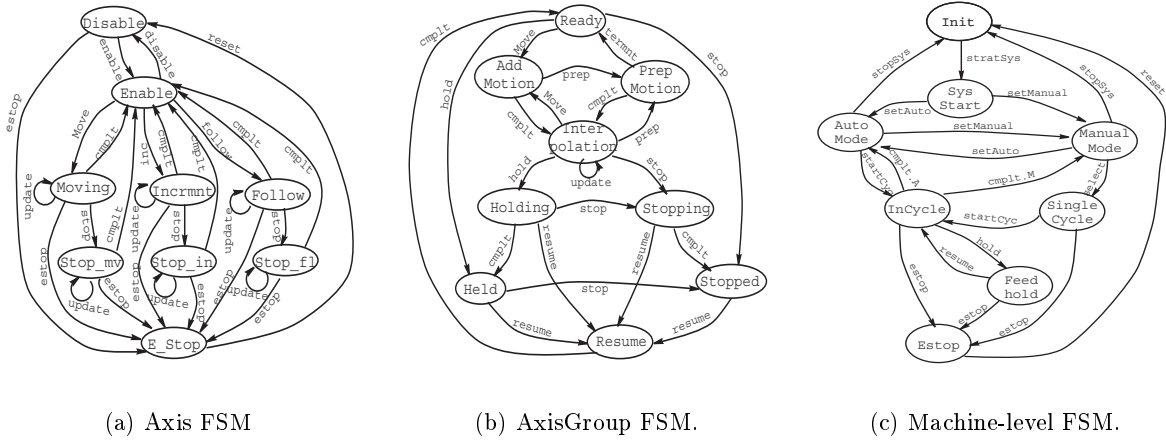 Disable
estop
enable
enable
disable
reset
Enable
Move
cmplt
cmplt
inc
cmplt
cmplt
follow
cmplt
cmplt
update
Moving
update
Incrmnt
update
Follow
stop
stop
stop
Stop_mv
Stop_in
Stop_fl
update
update
update
estop
estop
estop
estop
estop
estop
estop
E_Stop
(a) Axis FSM
cmplt
Ready
Move
termnt
stop
hold
Add
Motion
prep
Prep
Motion
cmplt
Move
cmplt
prep
Inter
polation
update
hold
stop
Holding
stop
Stopping
cmplt
resume
resume
cmplt
Held
stop
Stopped
resume
resume
Resume
(b) AxisGroup FSM.
Init
stopSys
stratSys
stopSys
reset
Sys
Start
setAuto
setManual
Auto
Mode
setManual
setAuto
Manual
Mode
startCyc
cmplt.A
cmplt.M
select
InCycle
startCyc
Single
Cycle
hold
resume
Feed
hold
estop
estop
estop
Estop
(c) Machine-level FSM.